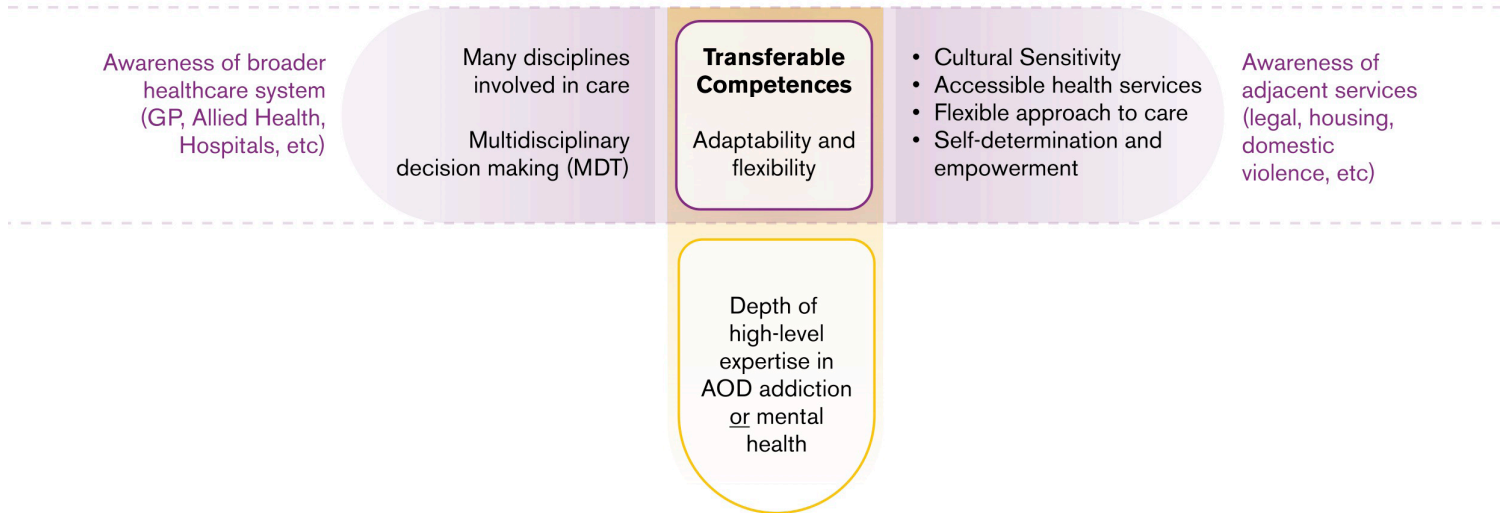 Awareness of broader
healthcare system
(GP, Allied Health,
Hospitals, etc)
Many disciplines
involved in care
Multidisciplinary
decision making (MDT)
Transferable
Competences
Adaptability and
flexibility
• Cultural Sensitivity
• Accessible health services
• Flexible approach to care
• Self-determination and
empowerment
Awareness of
adjacent services
(legal, housing,
domestic
violence, etc)
Depth of
high-level
expertise in
AOD addiction
or mental
health